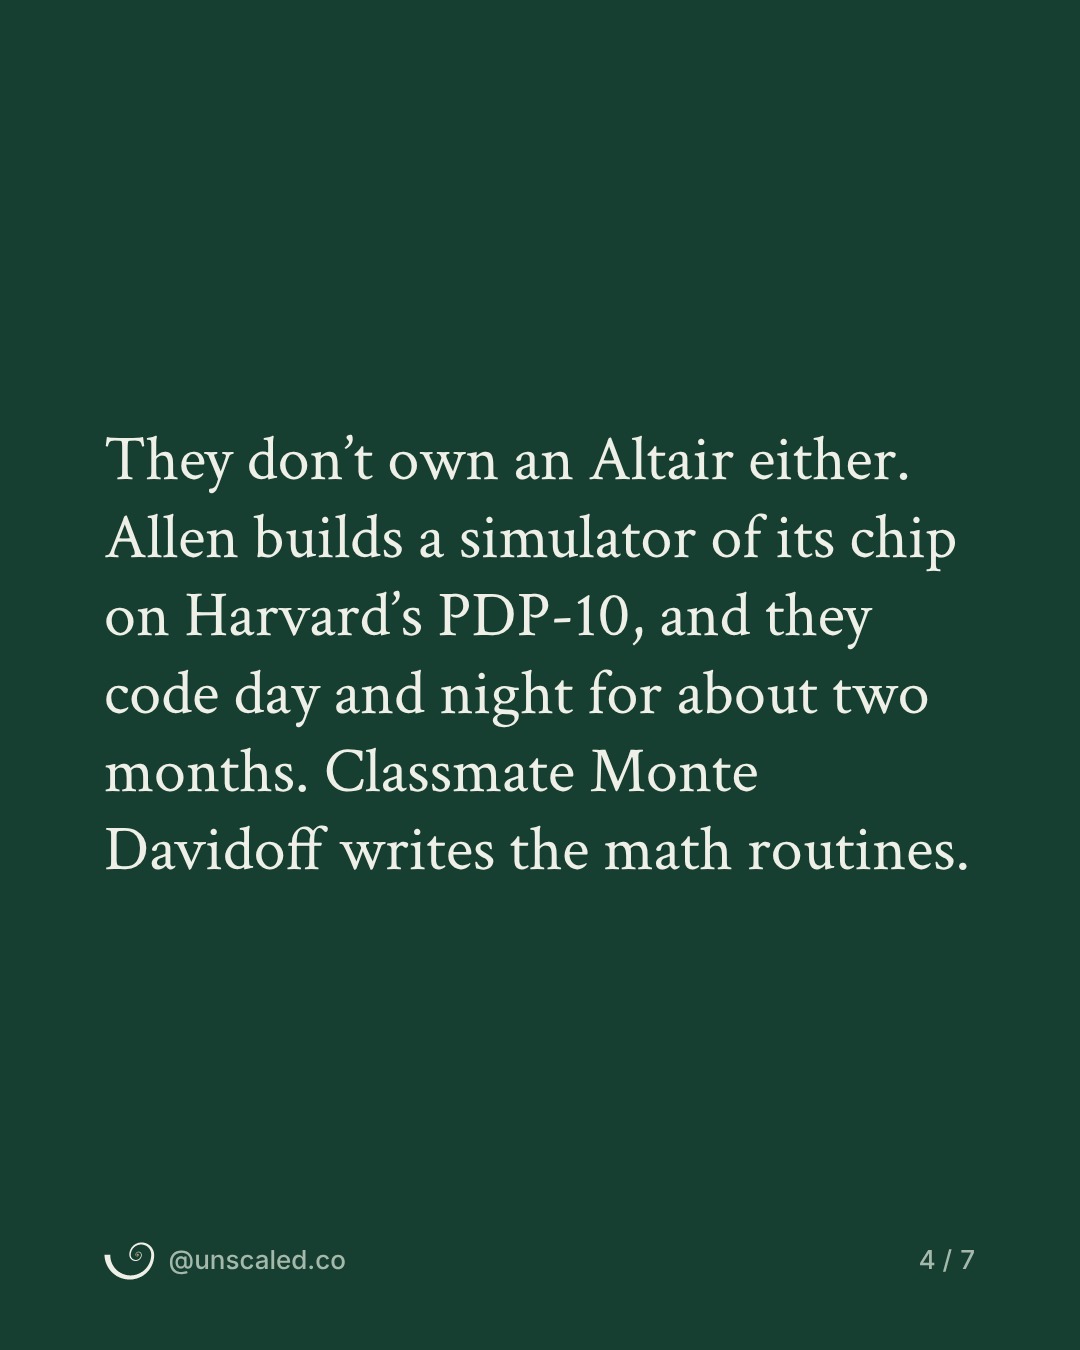 They don’t own an Altair either.
Allen builds a simulator of its chip
on Harvard’s PDP-10, and they
code day and night for about two
months. Classmate Monte
Davidoff writes the math routines.
@unscaled.co
4 / 7